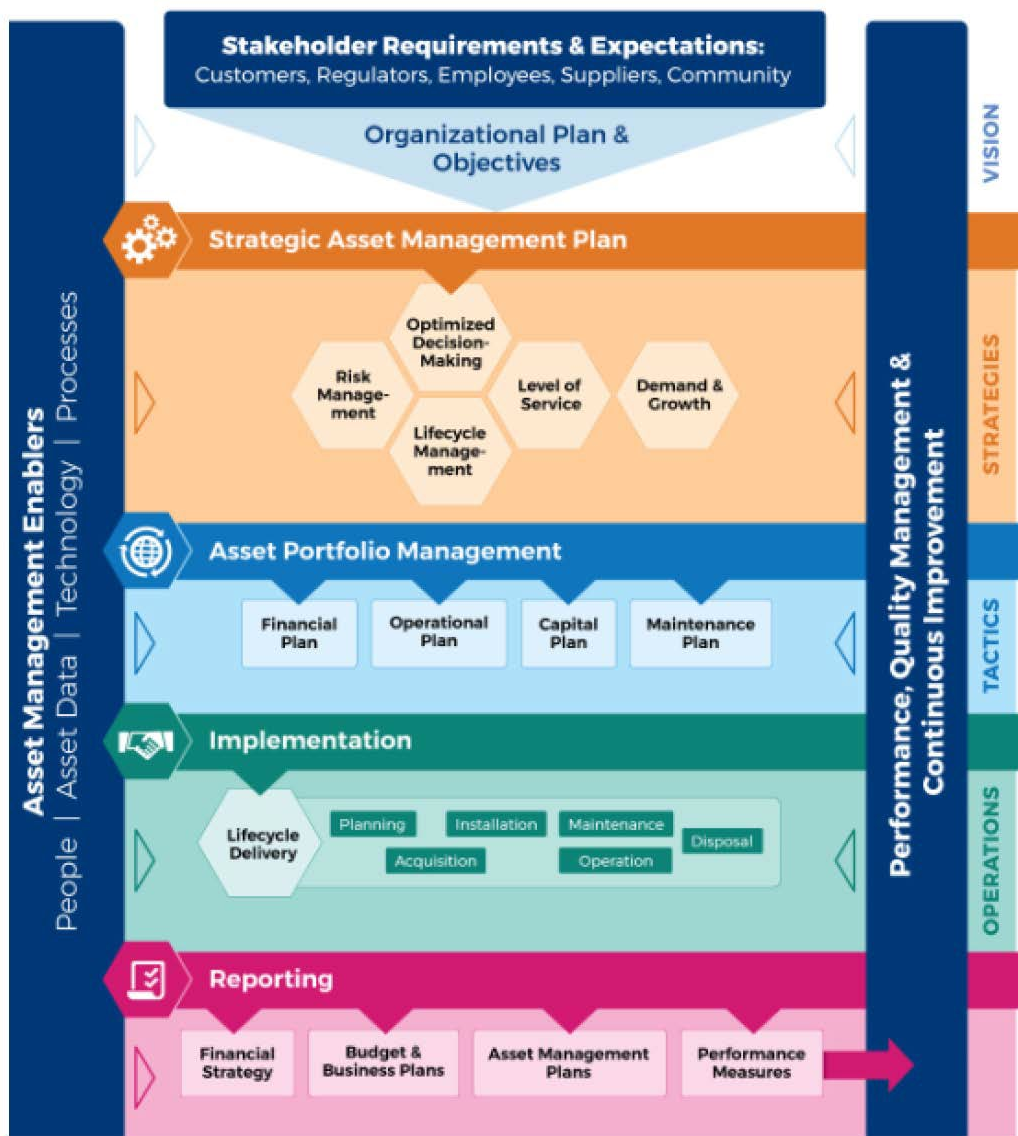 Stakeholder Requirements & Expectations:
Customers, Regulators, Employees, Suppliers, Community
Organizational Plan &
Objectives
VISION
Strategic Asset Management Plan
Optimized
Decision-
Making
Risk
Manage-
ment
Level of
Service
Demand &
Growth
Lifecycle
Manage-
ment
STRATEGIES
Asset Management Enablers
People | Asset Data | Technology | Processes
Performance, Quality Management &
Continuous Improvement
Asset Portfolio Management
Financial
Plan
Operational
Plan
Capital
Plan
Maintenance
Plan
TACTICS
Implementation
Lifecycle
Delivery
Planning
Installation
Maintenance
Disposal
Acquisition
Operation
OPERATIONS
Reporting
Financial
Strategy
Budget &
Business Plans
Asset Management
Plans
Performance
Measures